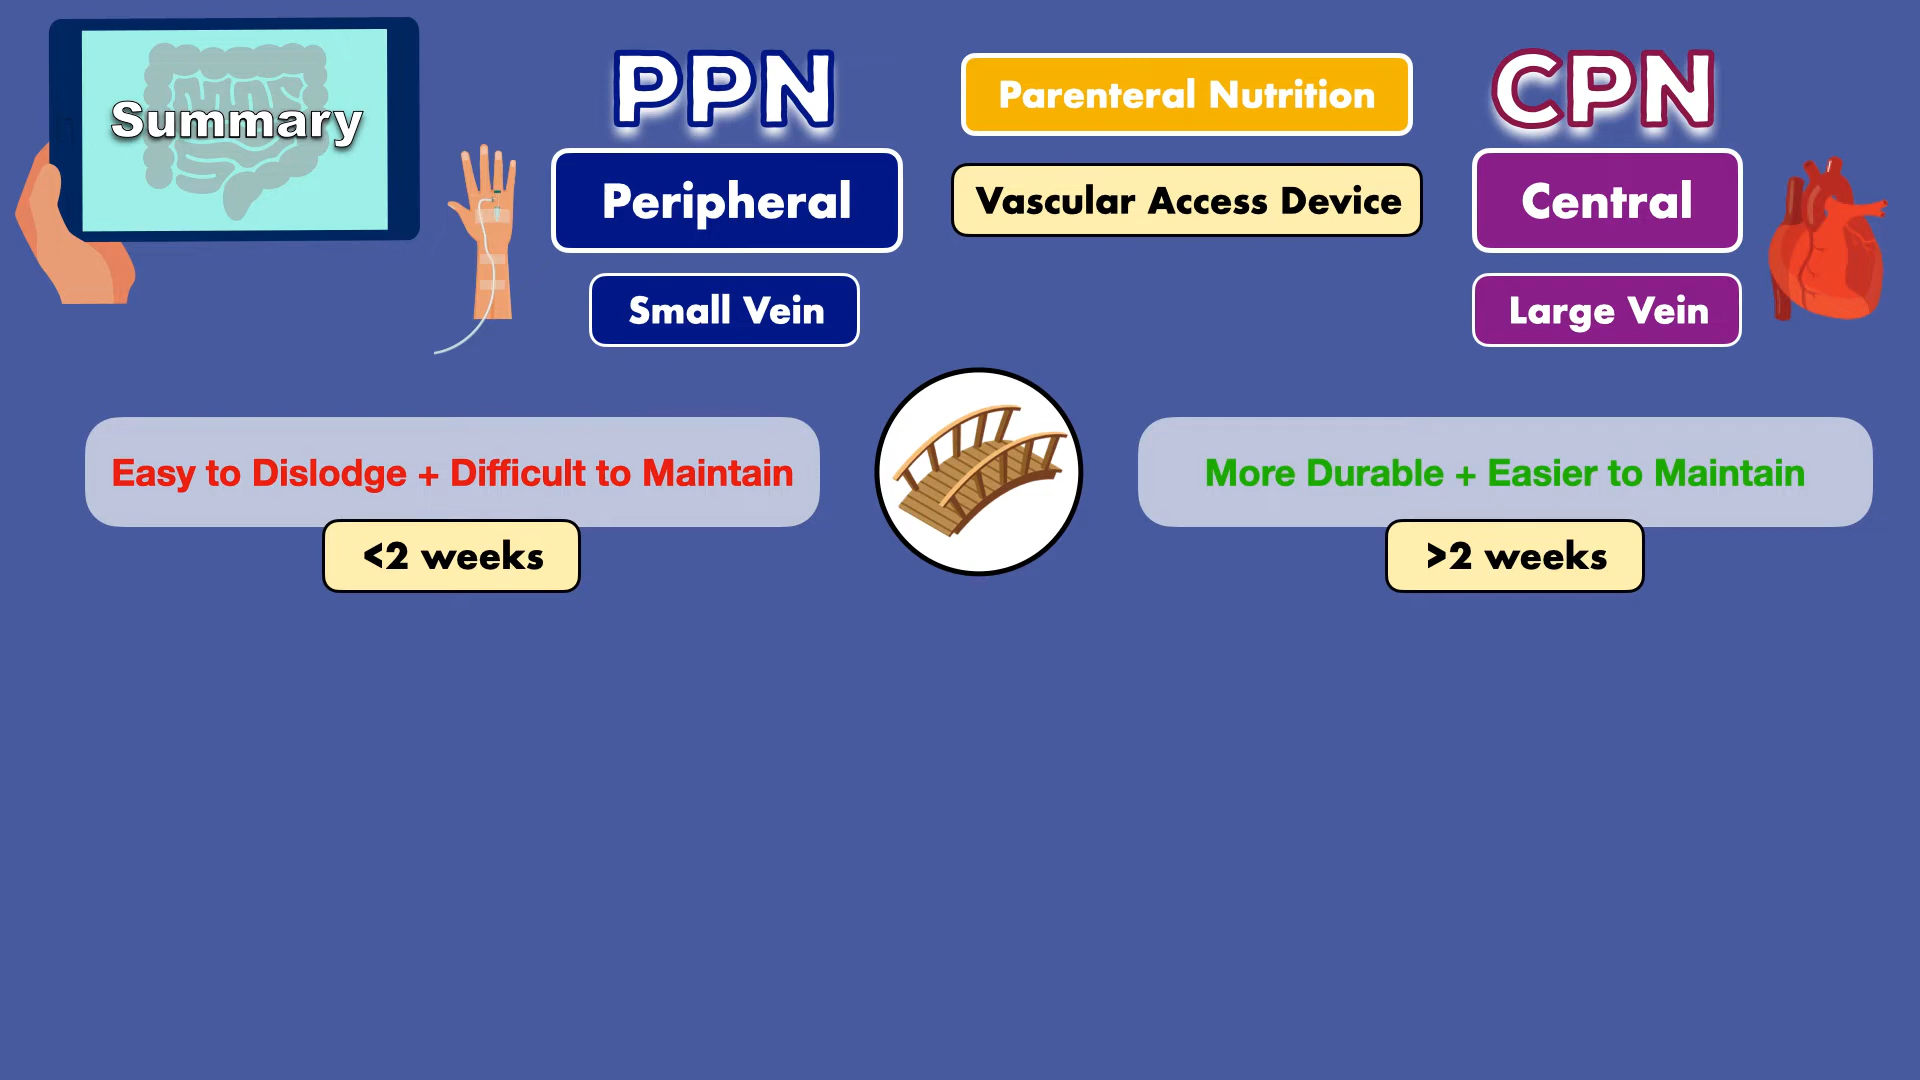 Summary
PPN
Parenteral Nutrition
CPN
Peripheral
Vascular Access Device
Central
Small Vein
Large Vein
Easy to Dislodge + Difficult to Maintain
More Durable + Easier to Maintain
<2 weeks
>2 weeks